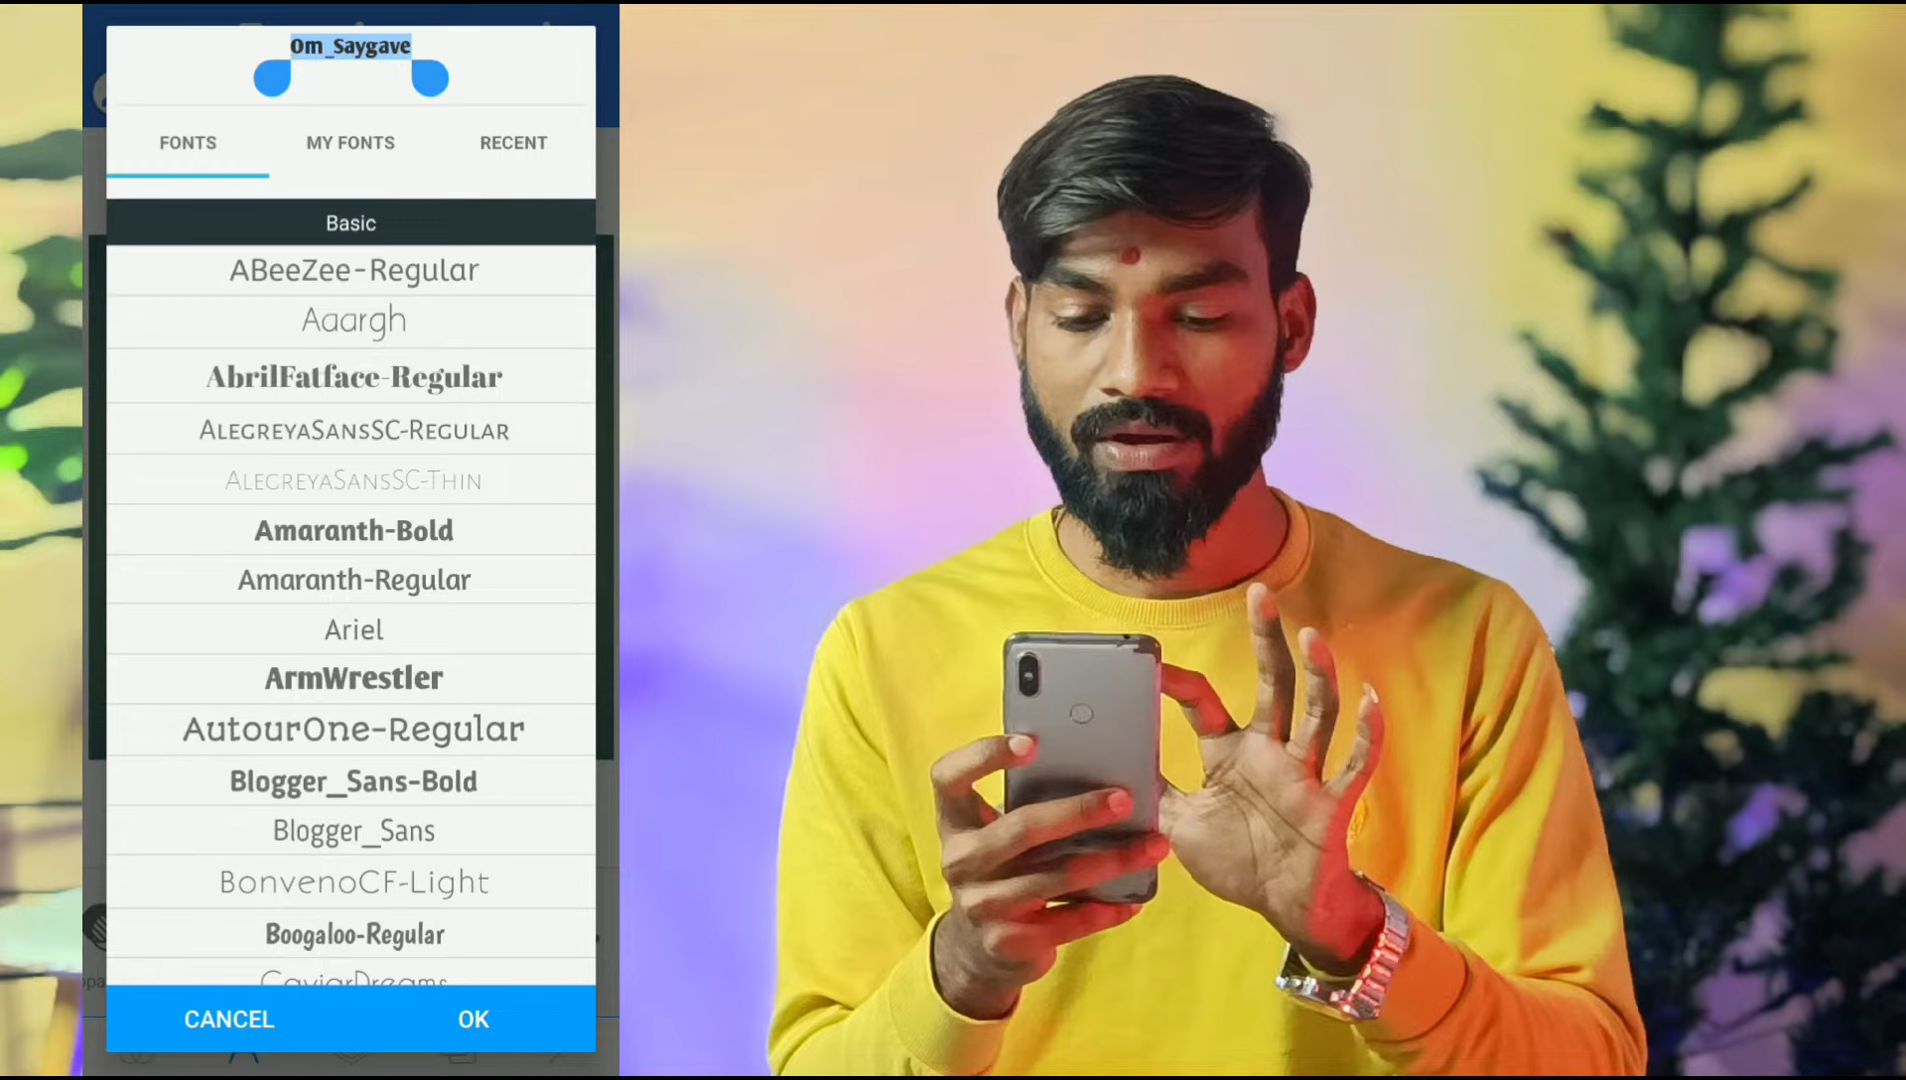 Om_Saygave
FONTS MY FONTS RECENT
Basic
ABeeZee-Regular
Aaargh
AbrilFatface-Regular
AlegreyaSansSC-Regular
AlegreyaSansSC-Thin
Amaranth-Bold
Amaranth-Regular
Ariel
ArmWrestler
AutourOne-Regular
Blogger_Sans-Bold
Blogger_Sans
BonvenoCF-Light
Boogaloo-Regular
CaviarDreams
CANCEL OK